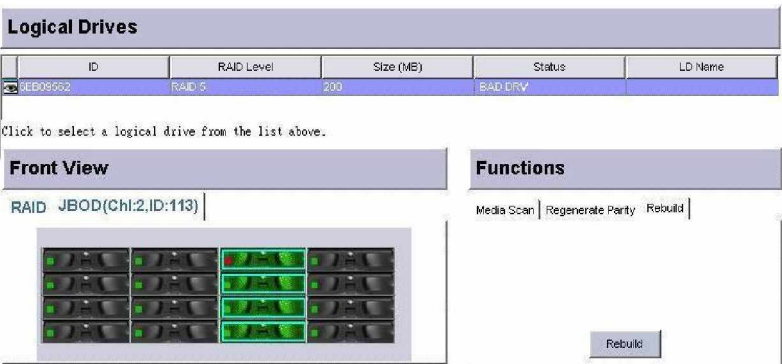 Logical Drives
ID RAID Level Size (MB) Status LD Name
6EB09562 RAID 5 200 BAD DRV
Click to select a logical drive from the list above.
Front View
RAID JBOD(Chl:2,ID:113)
Functions
Media Scan Regenerate Parity Rebuild
Rebuild